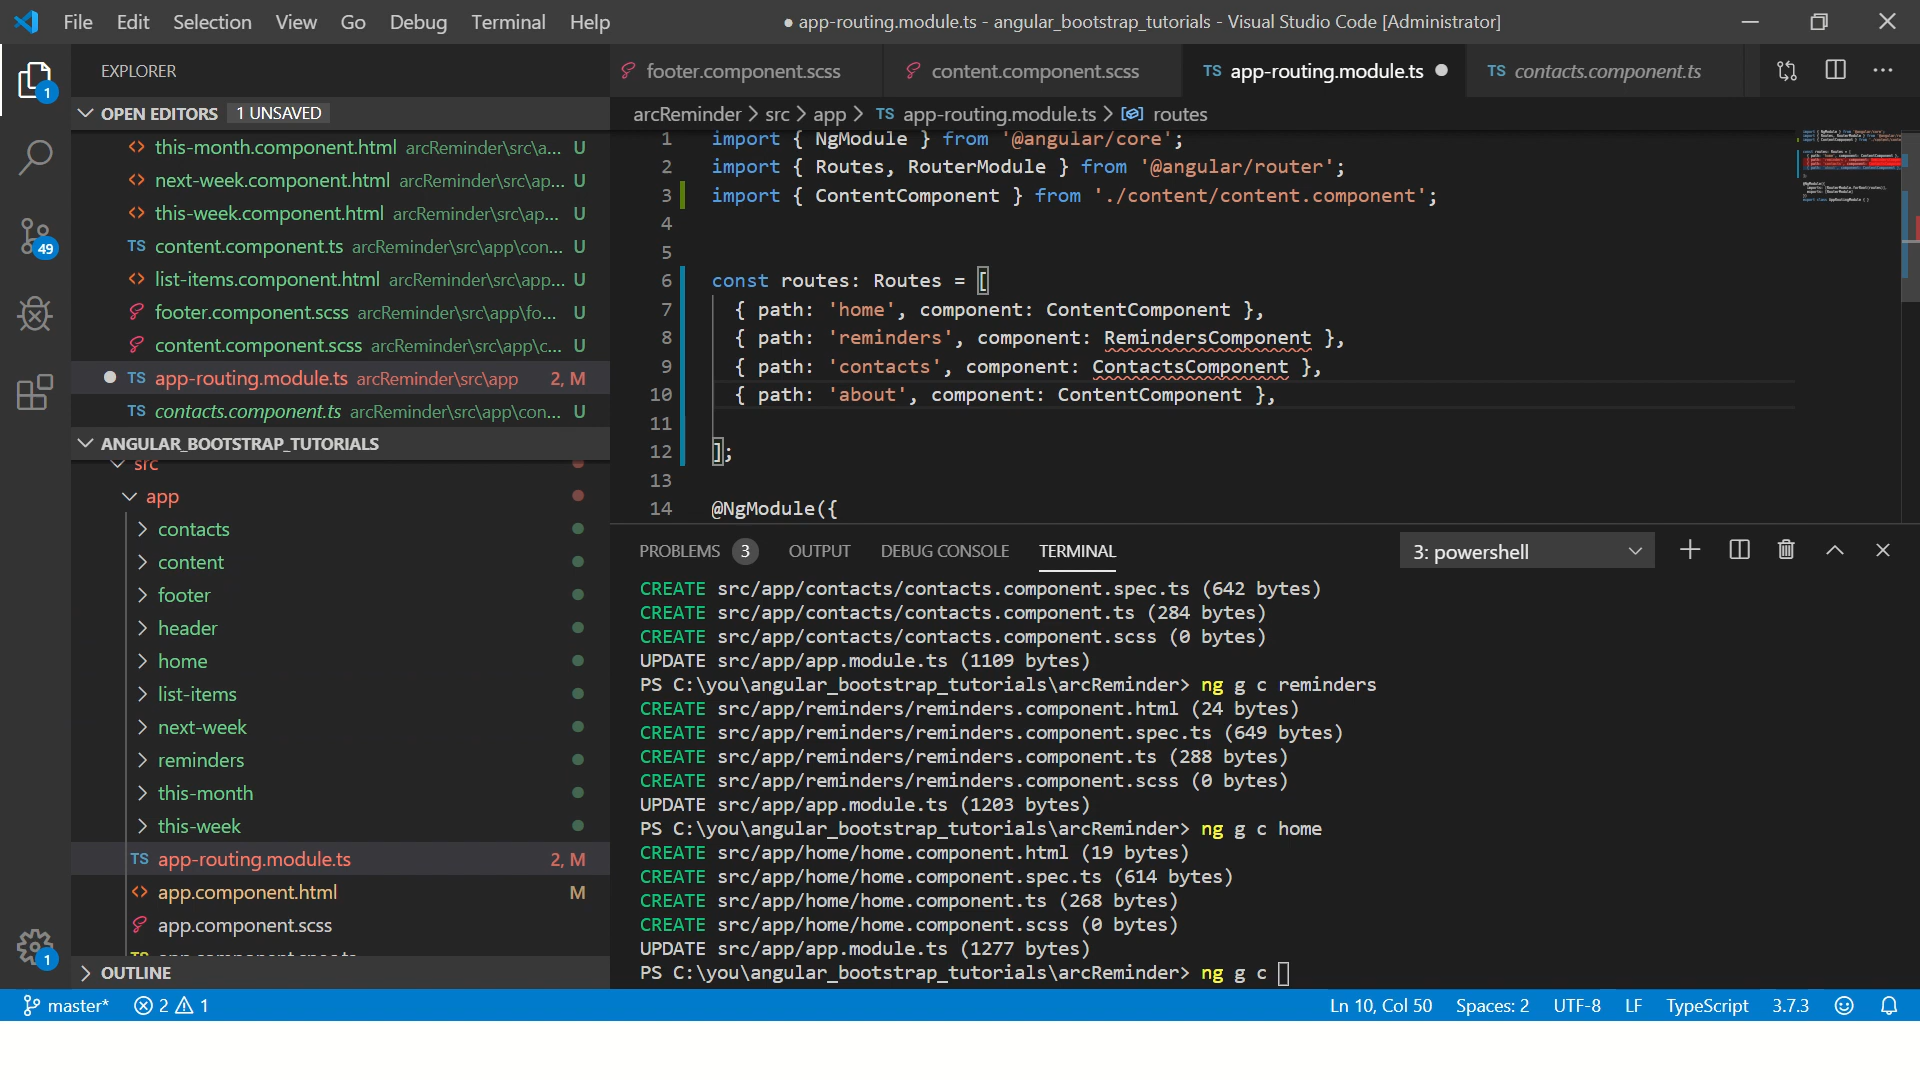 File Edit Selection View Go Debug Terminal Help
● app-routing.module.ts - angular_bootstrap_tutorials - Visual Studio Code [Administrator]
EXPLORER
OPEN EDITORS 1 UNSAVED
this-month.component.html arcReminder\src\a... U
next-week.component.html arcReminder\src\ap... U
this-week.component.html arcReminder\src\ap... U
TS content.component.ts arcReminder\src\app\con... U
list-items.component.html arcReminder\src\app... U
footer.component.scss arcReminder\src\app\fo... U
content.component.scss arcReminder\src\app\c... U
● TS app-routing.module.ts arcReminder\src\app 2, M
TS contacts.component.ts arcReminder\src\app\con... U
ANGULAR_BOOTSTRAP_TUTORIALS
src
app
contacts
content
footer
header
home
list-items
next-week
reminders
this-month
this-week
TS app-routing.module.ts 2, M
<> app.component.html M
app.component.scss
OUTLINE
1
49
1
footer.component.scss
content.component.scss
TS app-routing.module.ts ●
TS contacts.component.ts
arcReminder > src > app > TS app-routing.module.ts > routes
1 import { NgModule } from '@angular/core';
2 import { Routes, RouterModule } from '@angular/router';
3 import { ContentComponent } from './content/content.component';
4
5
6 const routes: Routes = [
7 { path: 'home', component: ContentComponent },
8 { path: 'reminders', component: RemindersComponent },
9 { path: 'contacts', component: ContactsComponent },
10 { path: 'about', component: ContentComponent },
11
12 ];
13
14 @NgModule({
PROBLEMS 3 OUTPUT DEBUG CONSOLE TERMINAL
3: powershell
CREATE src/app/contacts/contacts.component.spec.ts (642 bytes)
CREATE src/app/contacts/contacts.component.ts (284 bytes)
CREATE src/app/contacts/contacts.component.scss (0 bytes)
UPDATE src/app/app.module.ts (1109 bytes)
PS C:\you\angular_bootstrap_tutorials\arcReminder> ng g c reminders
CREATE src/app/reminders/reminders.component.html (24 bytes)
CREATE src/app/reminders/reminders.component.spec.ts (649 bytes)
CREATE src/app/reminders/reminders.component.ts (288 bytes)
CREATE src/app/reminders/reminders.component.scss (0 bytes)
UPDATE src/app/app.module.ts (1203 bytes)
PS C:\you\angular_bootstrap_tutorials\arcReminder> ng g c home
CREATE src/app/home/home.component.html (19 bytes)
CREATE src/app/home/home.component.spec.ts (614 bytes)
CREATE src/app/home/home.component.ts (268 bytes)
CREATE src/app/home/home.component.scss (0 bytes)
UPDATE src/app/app.module.ts (1277 bytes)
PS C:\you\angular_bootstrap_tutorials\arcReminder> ng g c
master* 2 1
Ln 10, Col 50 Spaces: 2 UTF-8 LF TypeScript 3.7.3